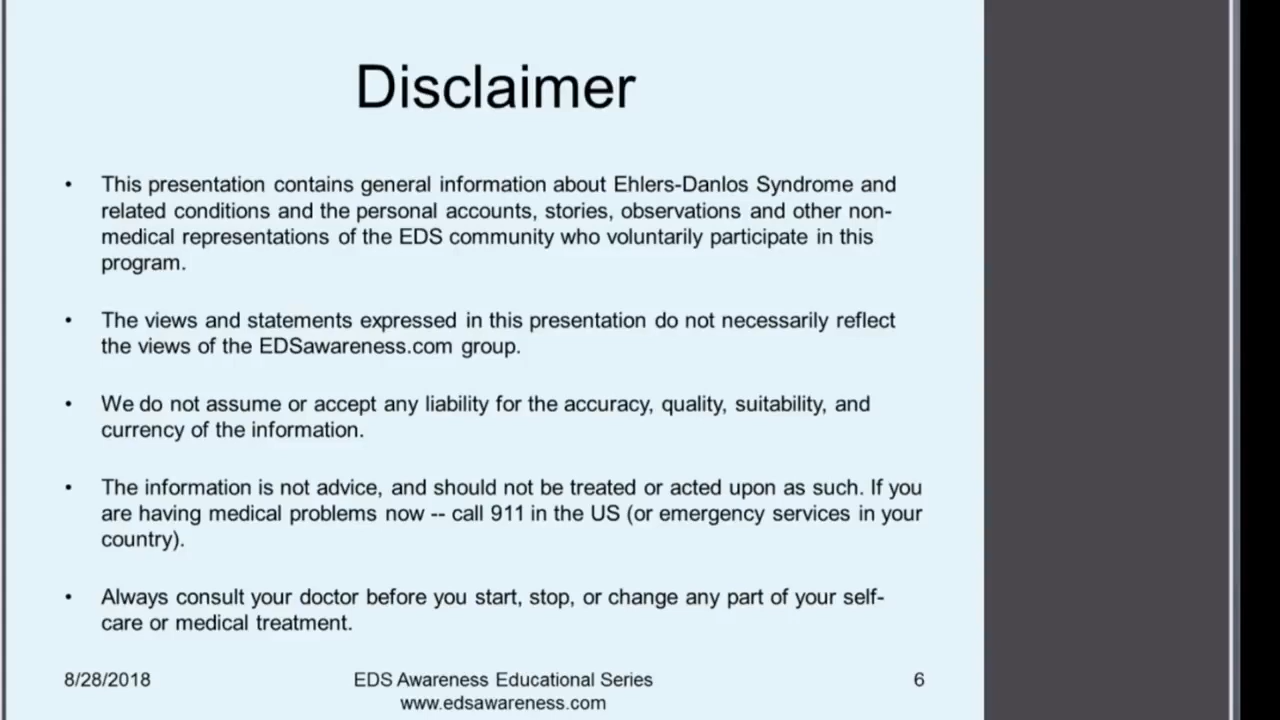 Disclaimer
• This presentation contains general information about Ehlers-Danlos Syndrome and
related conditions and the personal accounts, stories, observations and other non-
medical representations of the EDS community who voluntarily participate in this
program.
• The views and statements expressed in this presentation do not necessarily reflect
the views of the EDSawareness.com group.
• We do not assume or accept any liability for the accuracy, quality, suitability, and
currency of the information.
• The information is not advice, and should not be treated or acted upon as such. If you
are having medical problems now -- call 911 in the US (or emergency services in your
country).
• Always consult your doctor before you start, stop, or change any part of your self-
care or medical treatment.
8/28/2018 EDS Awareness Educational Series 6
www.edsawareness.com